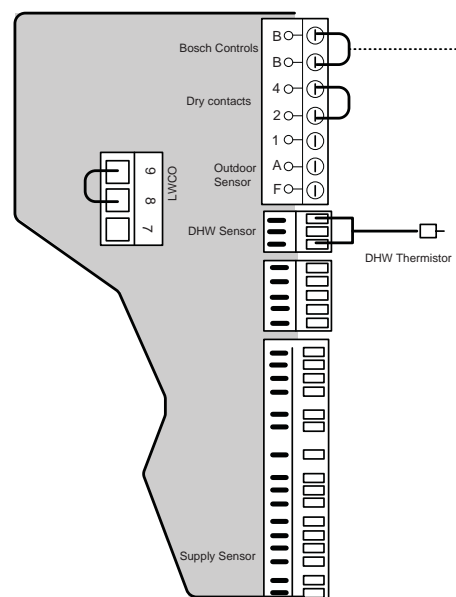 Bosch Controls
B
B
Dry contacts
4
2
1
Outdoor
Sensor
A
F
LWCO
9
8
7
DHW Sensor
DHW Thermistor
Supply Sensor